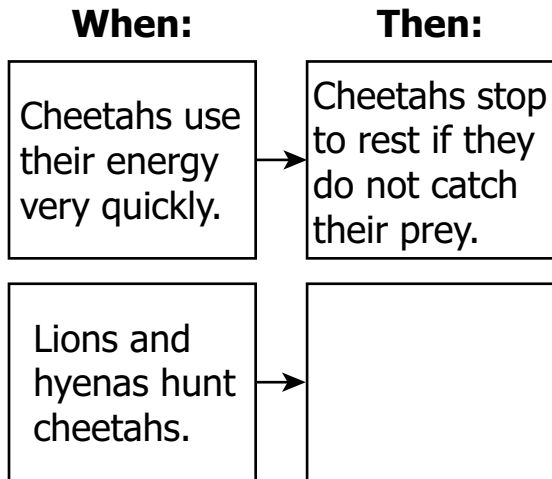 When:
Then:
Cheetahs use
their energy
very quickly.
Cheetahs stop
to rest if they
do not catch
their prey.
Lions and
hyenas hunt
cheetahs.